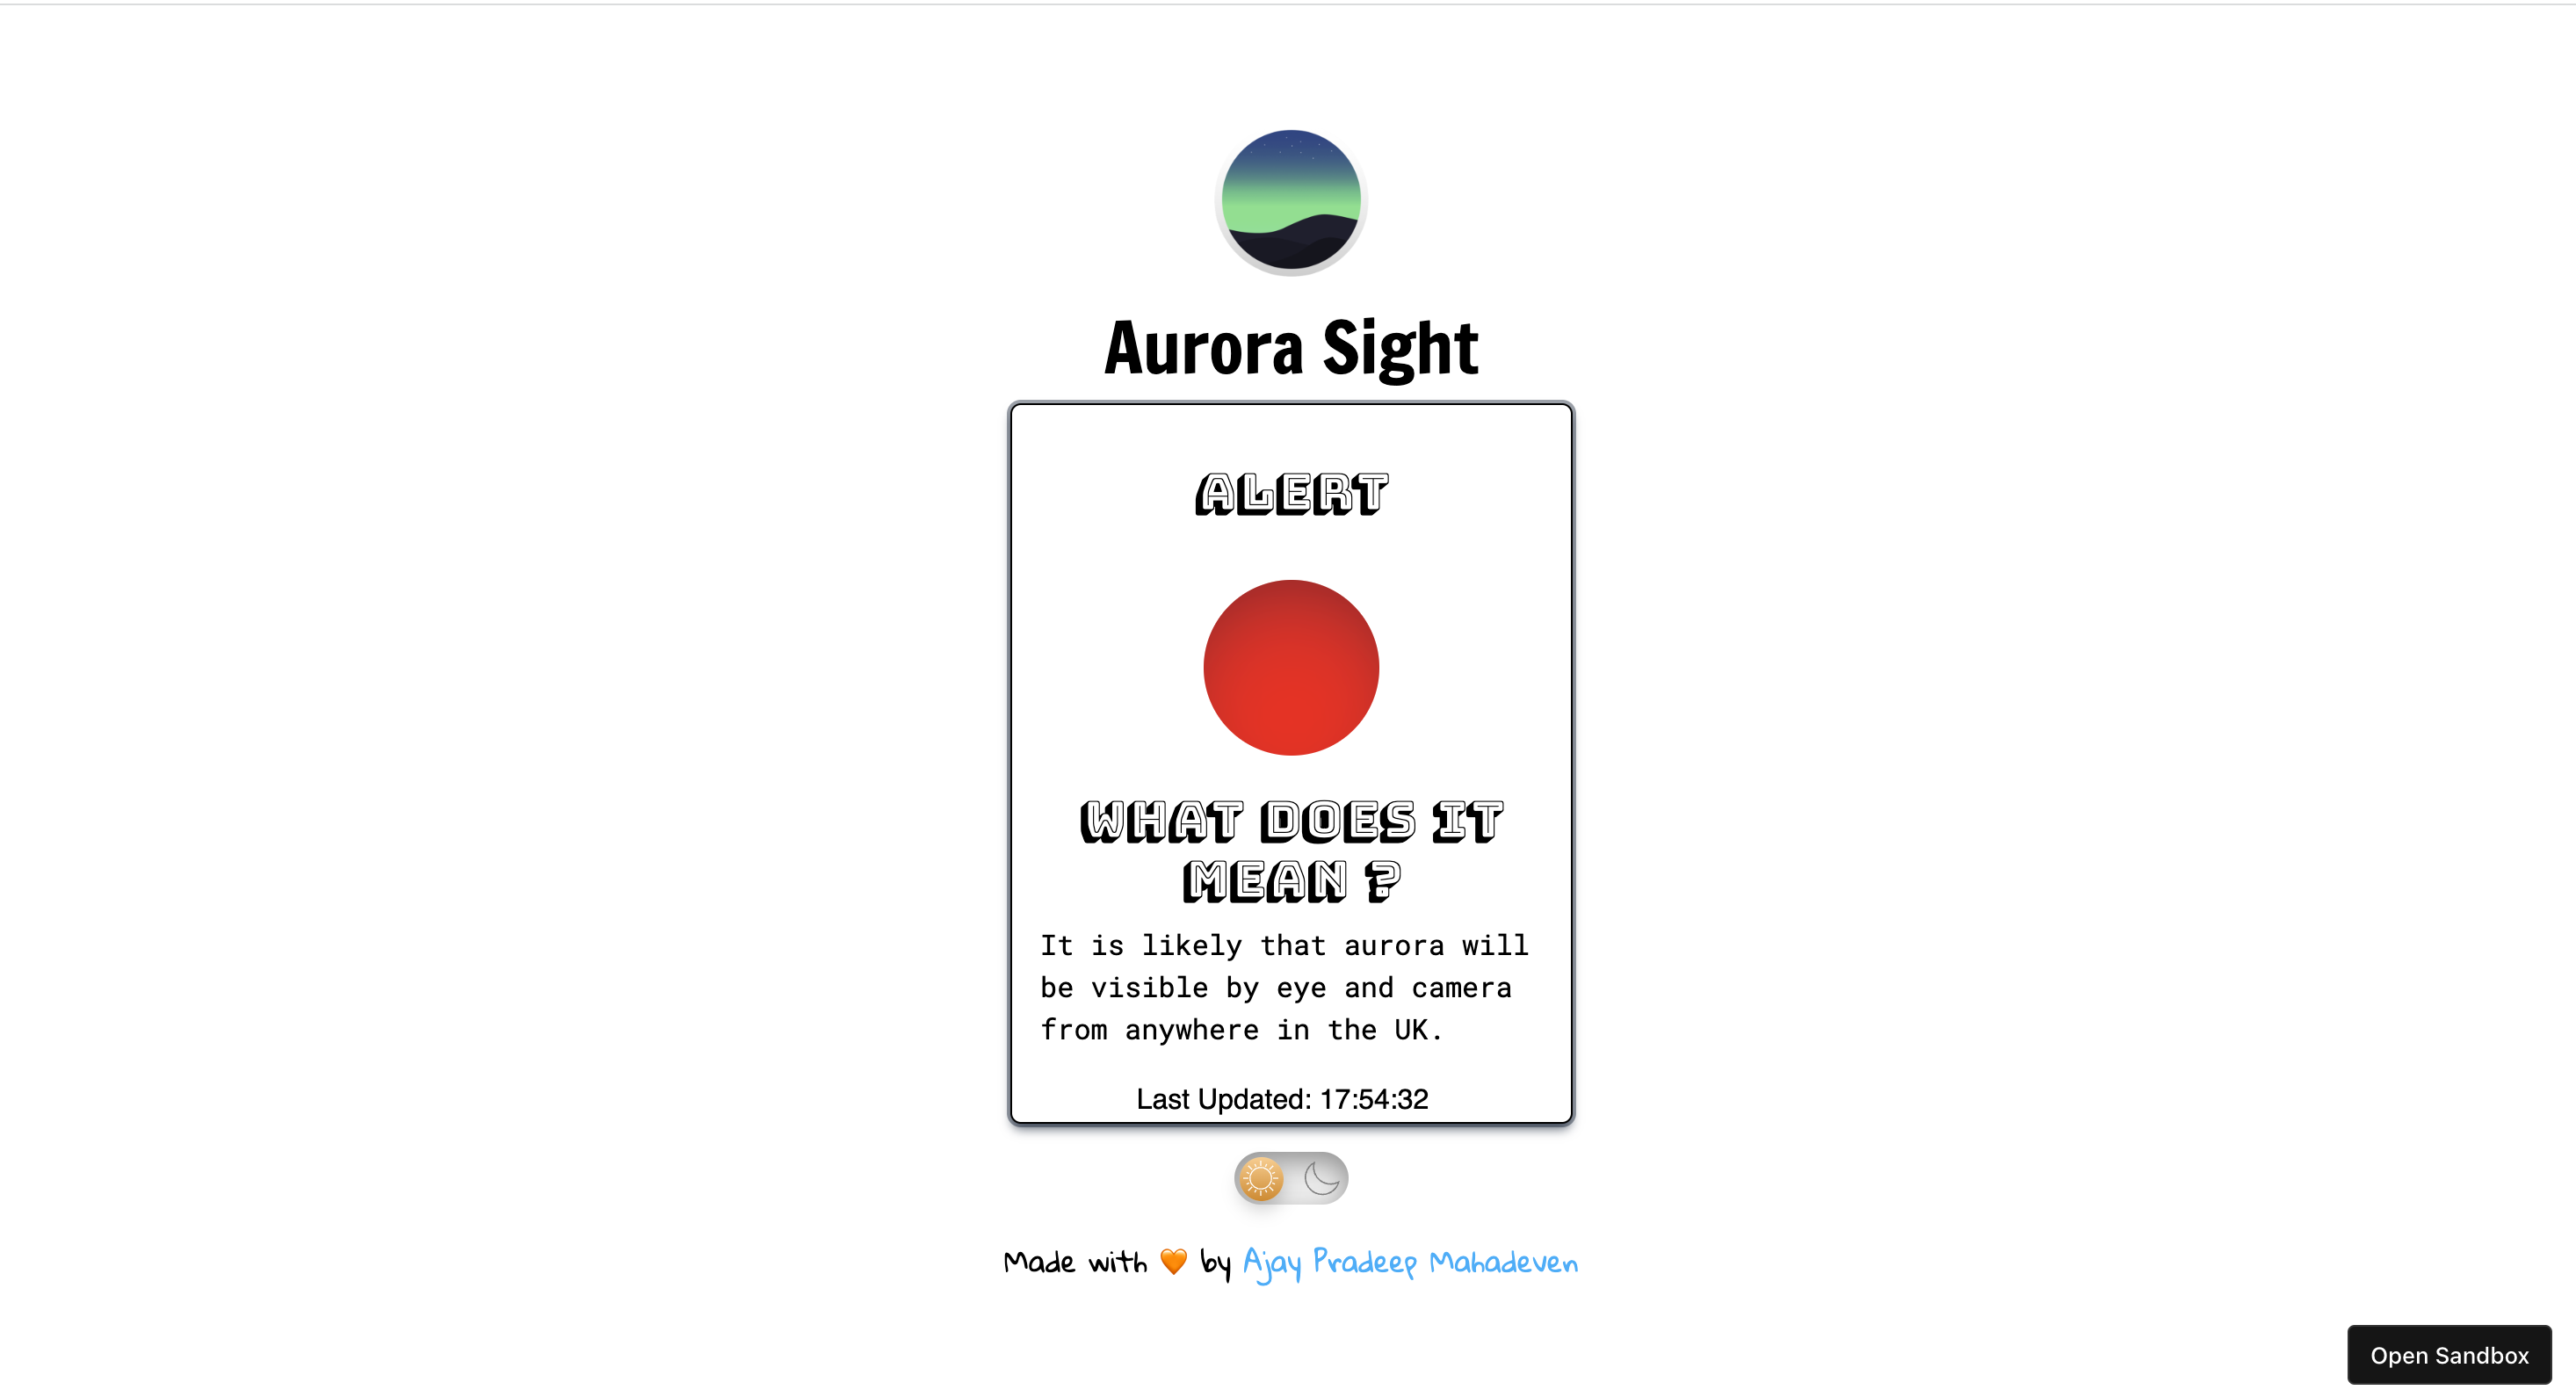 Aurora Sight
ALERT
WHAT DOES IT
MEAN ?
It is likely that aurora will
be visible by eye and camera
from anywhere in the UK.
Last Updated: 17:54:32
Made with 🧡 by Ajay Pradeep Mahadeven
Open Sandbox